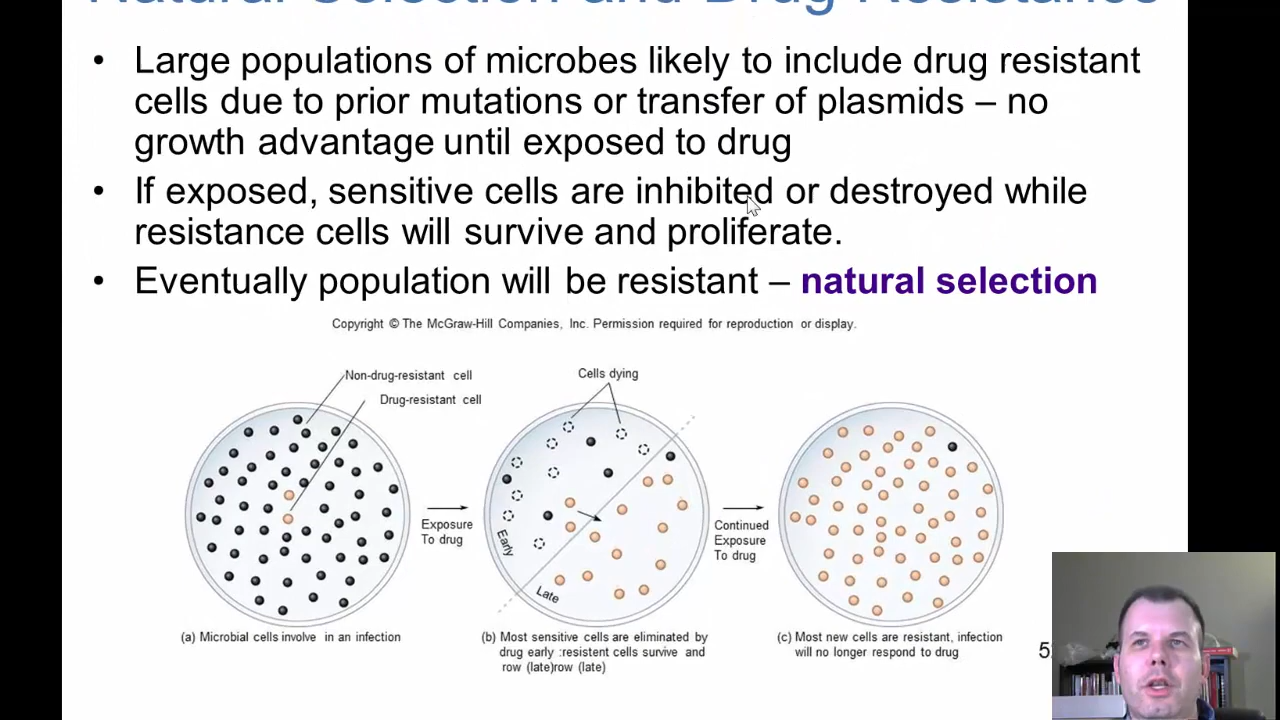 Natural Selection and Drug Resistance
• Large populations of microbes likely to include drug resistant
cells due to prior mutations or transfer of plasmids – no
growth advantage until exposed to drug
• If exposed, sensitive cells are inhibited or destroyed while
resistance cells will survive and proliferate.
• Eventually population will be resistant – natural selection
Copyright © The McGraw-Hill Companies, Inc. Permission required for reproduction or display.
Non-drug-resistant cell
Drug-resistant cell
Cells dying
Exposure
To drug
Early
Late
Continued
Exposure
To drug
(a) Microbial cells involve in an infection
(b) Most sensitive cells are eliminated by
drug early :resistent cells survive and
row (late)row (late)
(c) Most new cells are resistant, infection
will no longer respond to drug